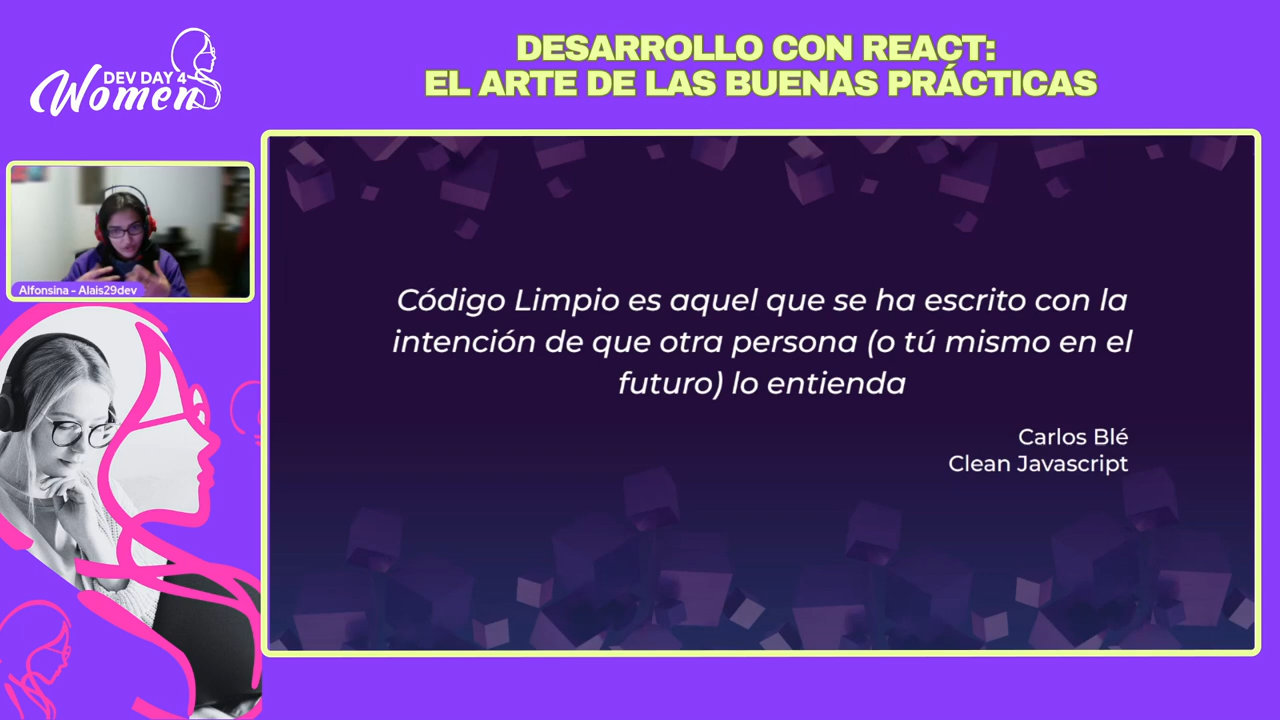 DEV DAY 4
Women
DESARROLLO CON REACT:
EL ARTE DE LAS BUENAS PRÁCTICAS
Alfonsina - Alais29dev
Código Limpio es aquel que se ha escrito con la
intención de que otra persona (o tú mismo en el
futuro) lo entienda
Carlos Blé
Clean Javascript